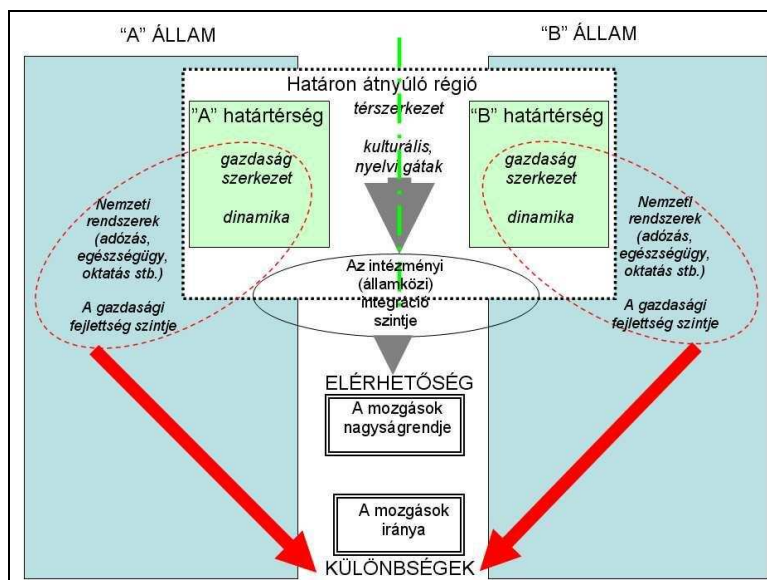 “A” ÁLLAM
“B” ÁLLAM
Határon átnyúló régió
”A” határtérség
térszerkezet
“B” határtérség
gazdaság
szerkezet
dinamika
kulturális,
nyelvi gátak
gazdaság
szerkezet
dinamika
Nemzeti
rendszerek
(adózás,
egészségügy,
oktatás stb.)
A gazdasági
fejlettség szintje
Az intézményi
(államközi)
integráció
szintje
Nemzeti
rendszerek
(adózás,
egészségügy,
oktatás stb.)
A gazdasági
fejlettség szintje
ELÉRHETŐSÉG
A mozgások
nagyságrendje
A mozgások
iránya
KÜLÖNBSÉGEK